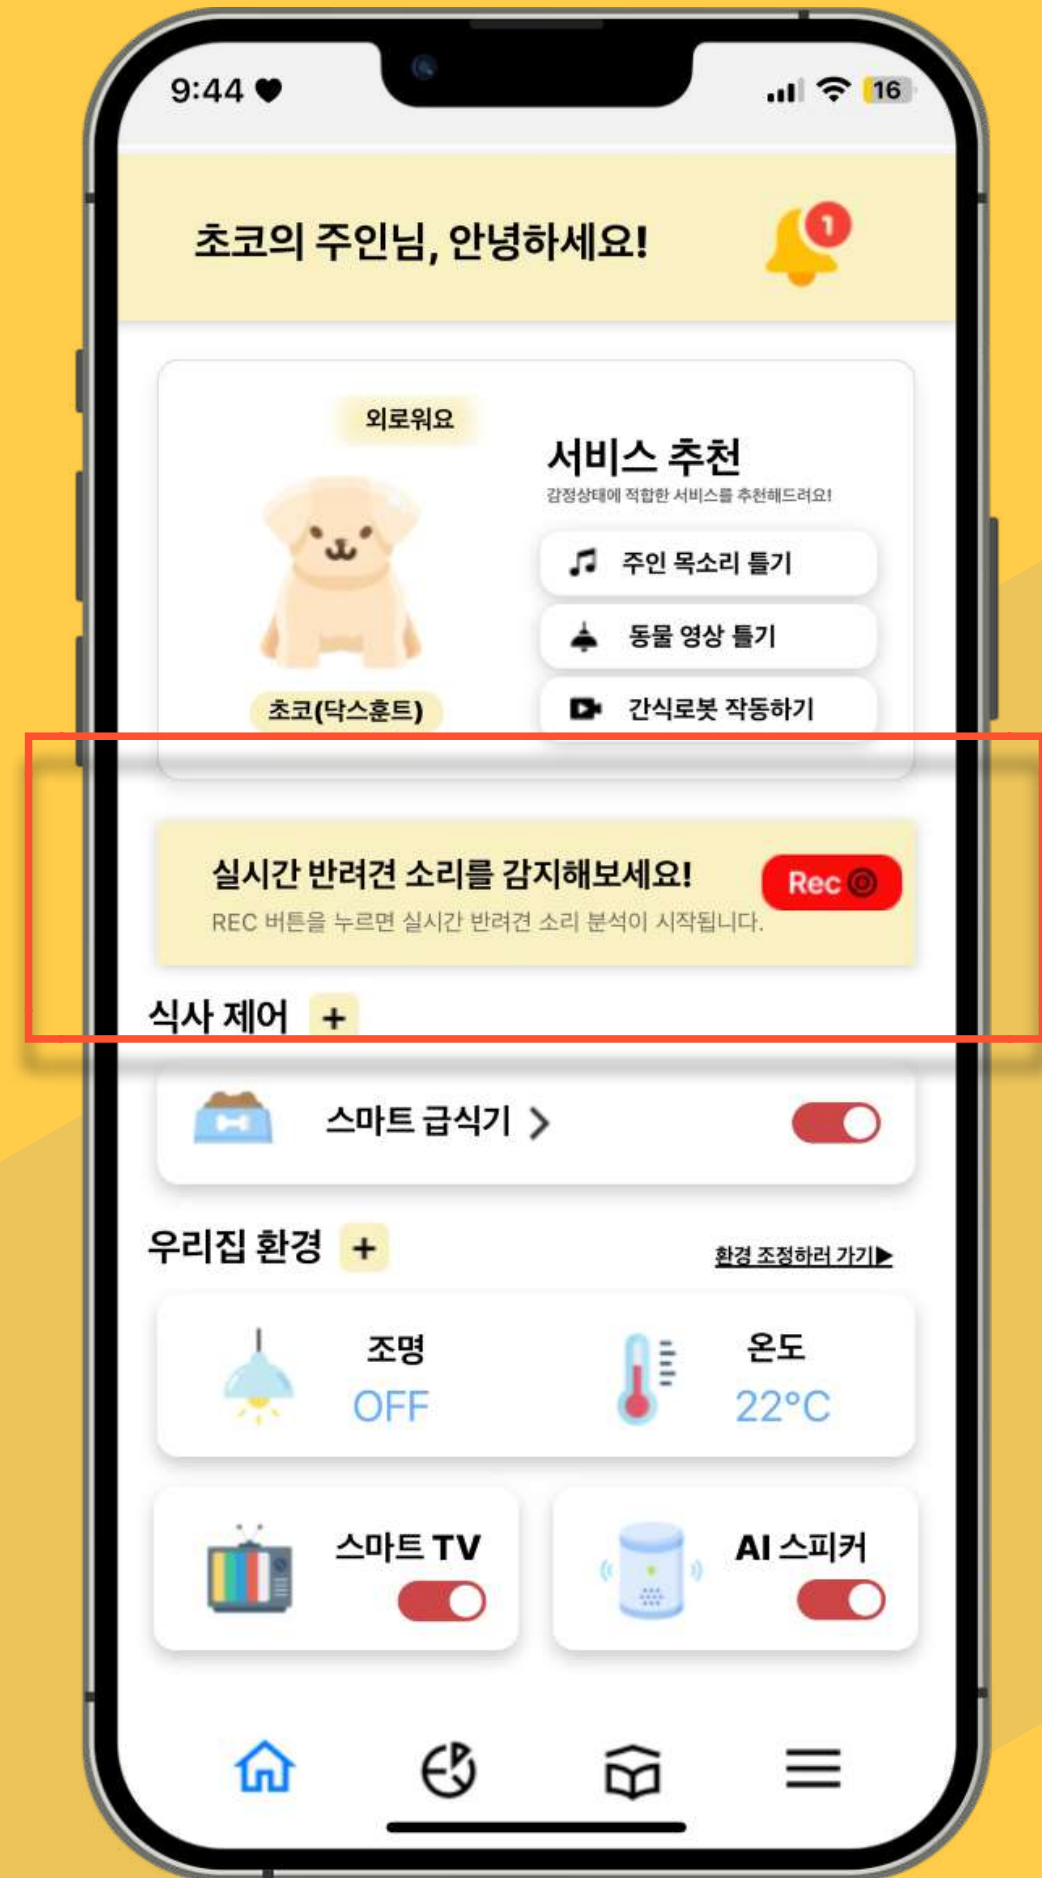 9:44
16
초코의 주인님, 안녕하세요!
1
외로워요
서비스 추천
감정상태에 적합한 서비스를 추천해드려요!
주인 목소리 틀기
동물 영상 틀기
초코(닥스훈트)
간식로봇 작동하기
실시간 반려견 소리를 감지해보세요!
Rec
REC 버튼을 누르면 실시간 반려견 소리 분석이 시작됩니다.
식사 제어 +
스마트 급식기 >
우리집 환경 +
환경 조정하러 가기▶
조명
OFF
온도
22°C
스마트 TV
AI 스피커